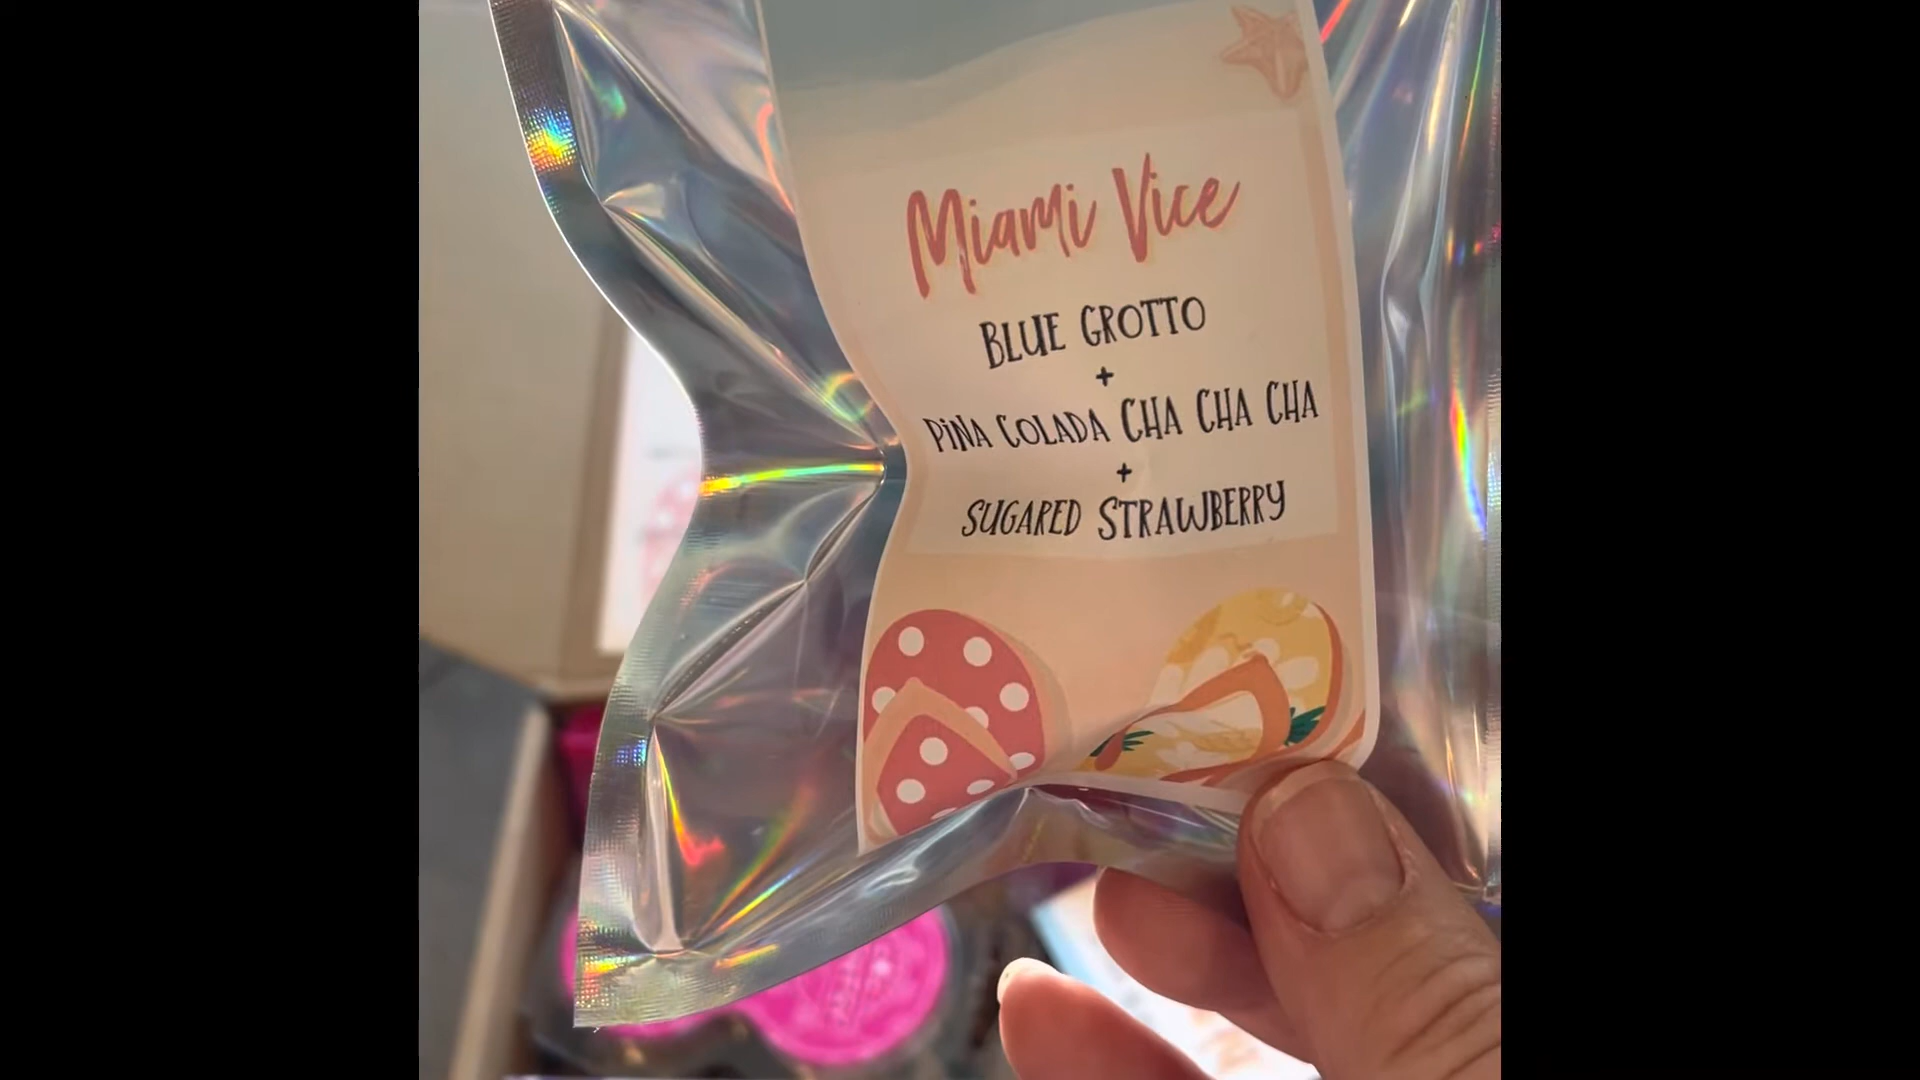 Miami Vice
BLUE GROTTO
+
PiNA COLADA CHA CHA CHA
+
SUGARED STRAWBERRY